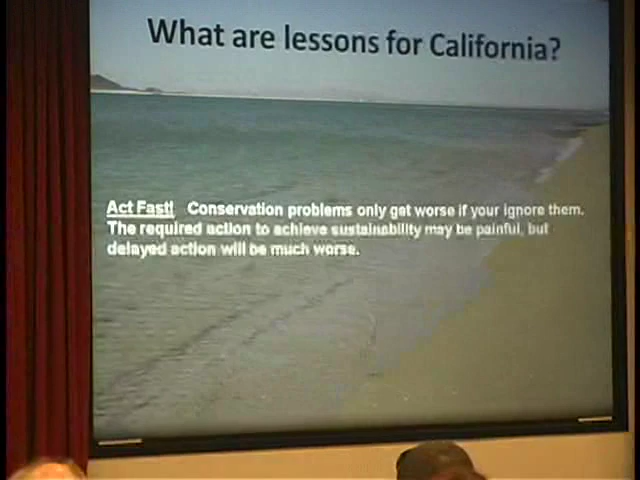 What are lessons for California?
Act Fast! Conservation problems only get worse if your ignore them.
The required action to achieve sustainability may be painful, but
delayed action will be much worse.